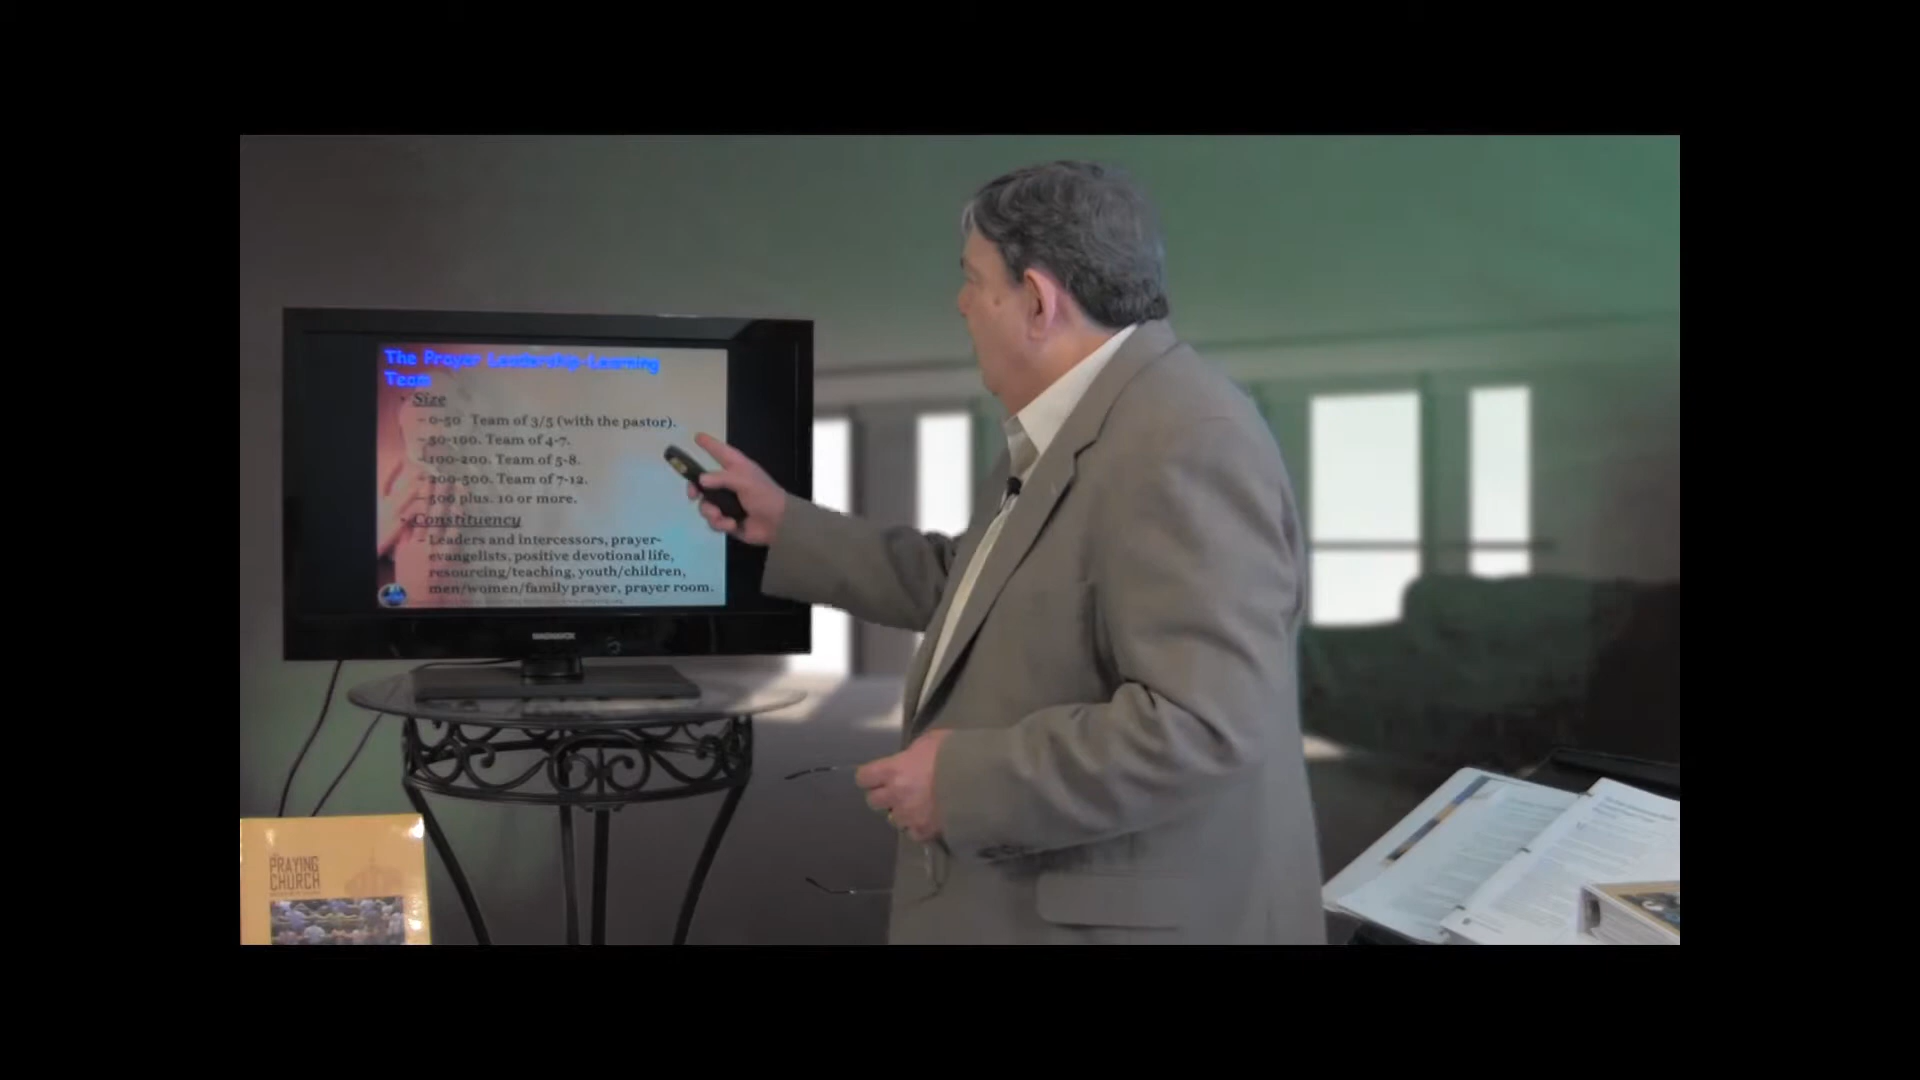 The Prayer Leadership-Learning
Team
• Size
– 0-50 Team of 3/5 (with the pastor).
– 50-100. Team of 4-7.
– 100-200. Team of 5-8.
– 200-500. Team of 7-12.
– 500 plus. 10 or more.
• Constituency
– Leaders and intercessors, prayer-
evangelists, positive devotional life,
resourcing/teaching, youth/children,
men/women/family prayer, prayer room.
MAGNAVOX
PRAYING
CHURCH